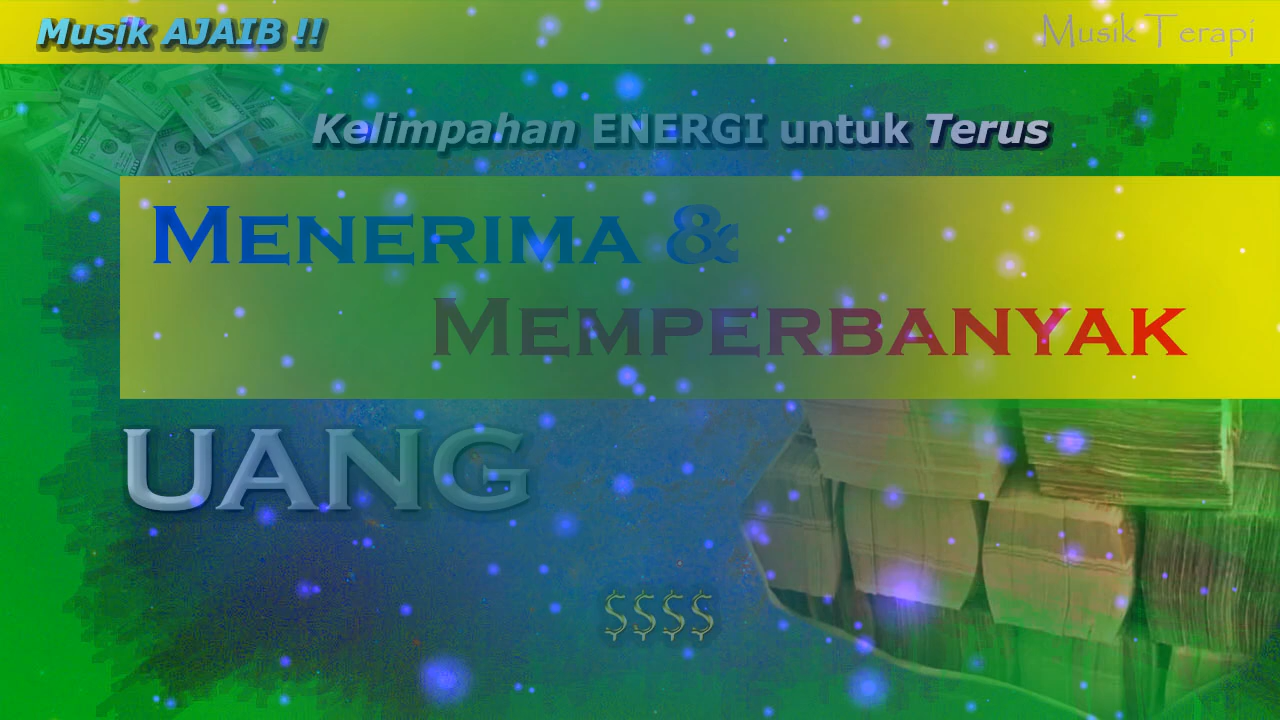 Musik AJAIB !!
Musik Terapi
Kelimpahan ENERGI untuk Terus
MENERIMA &
MEMPERBANYAK
UANG
$$$$